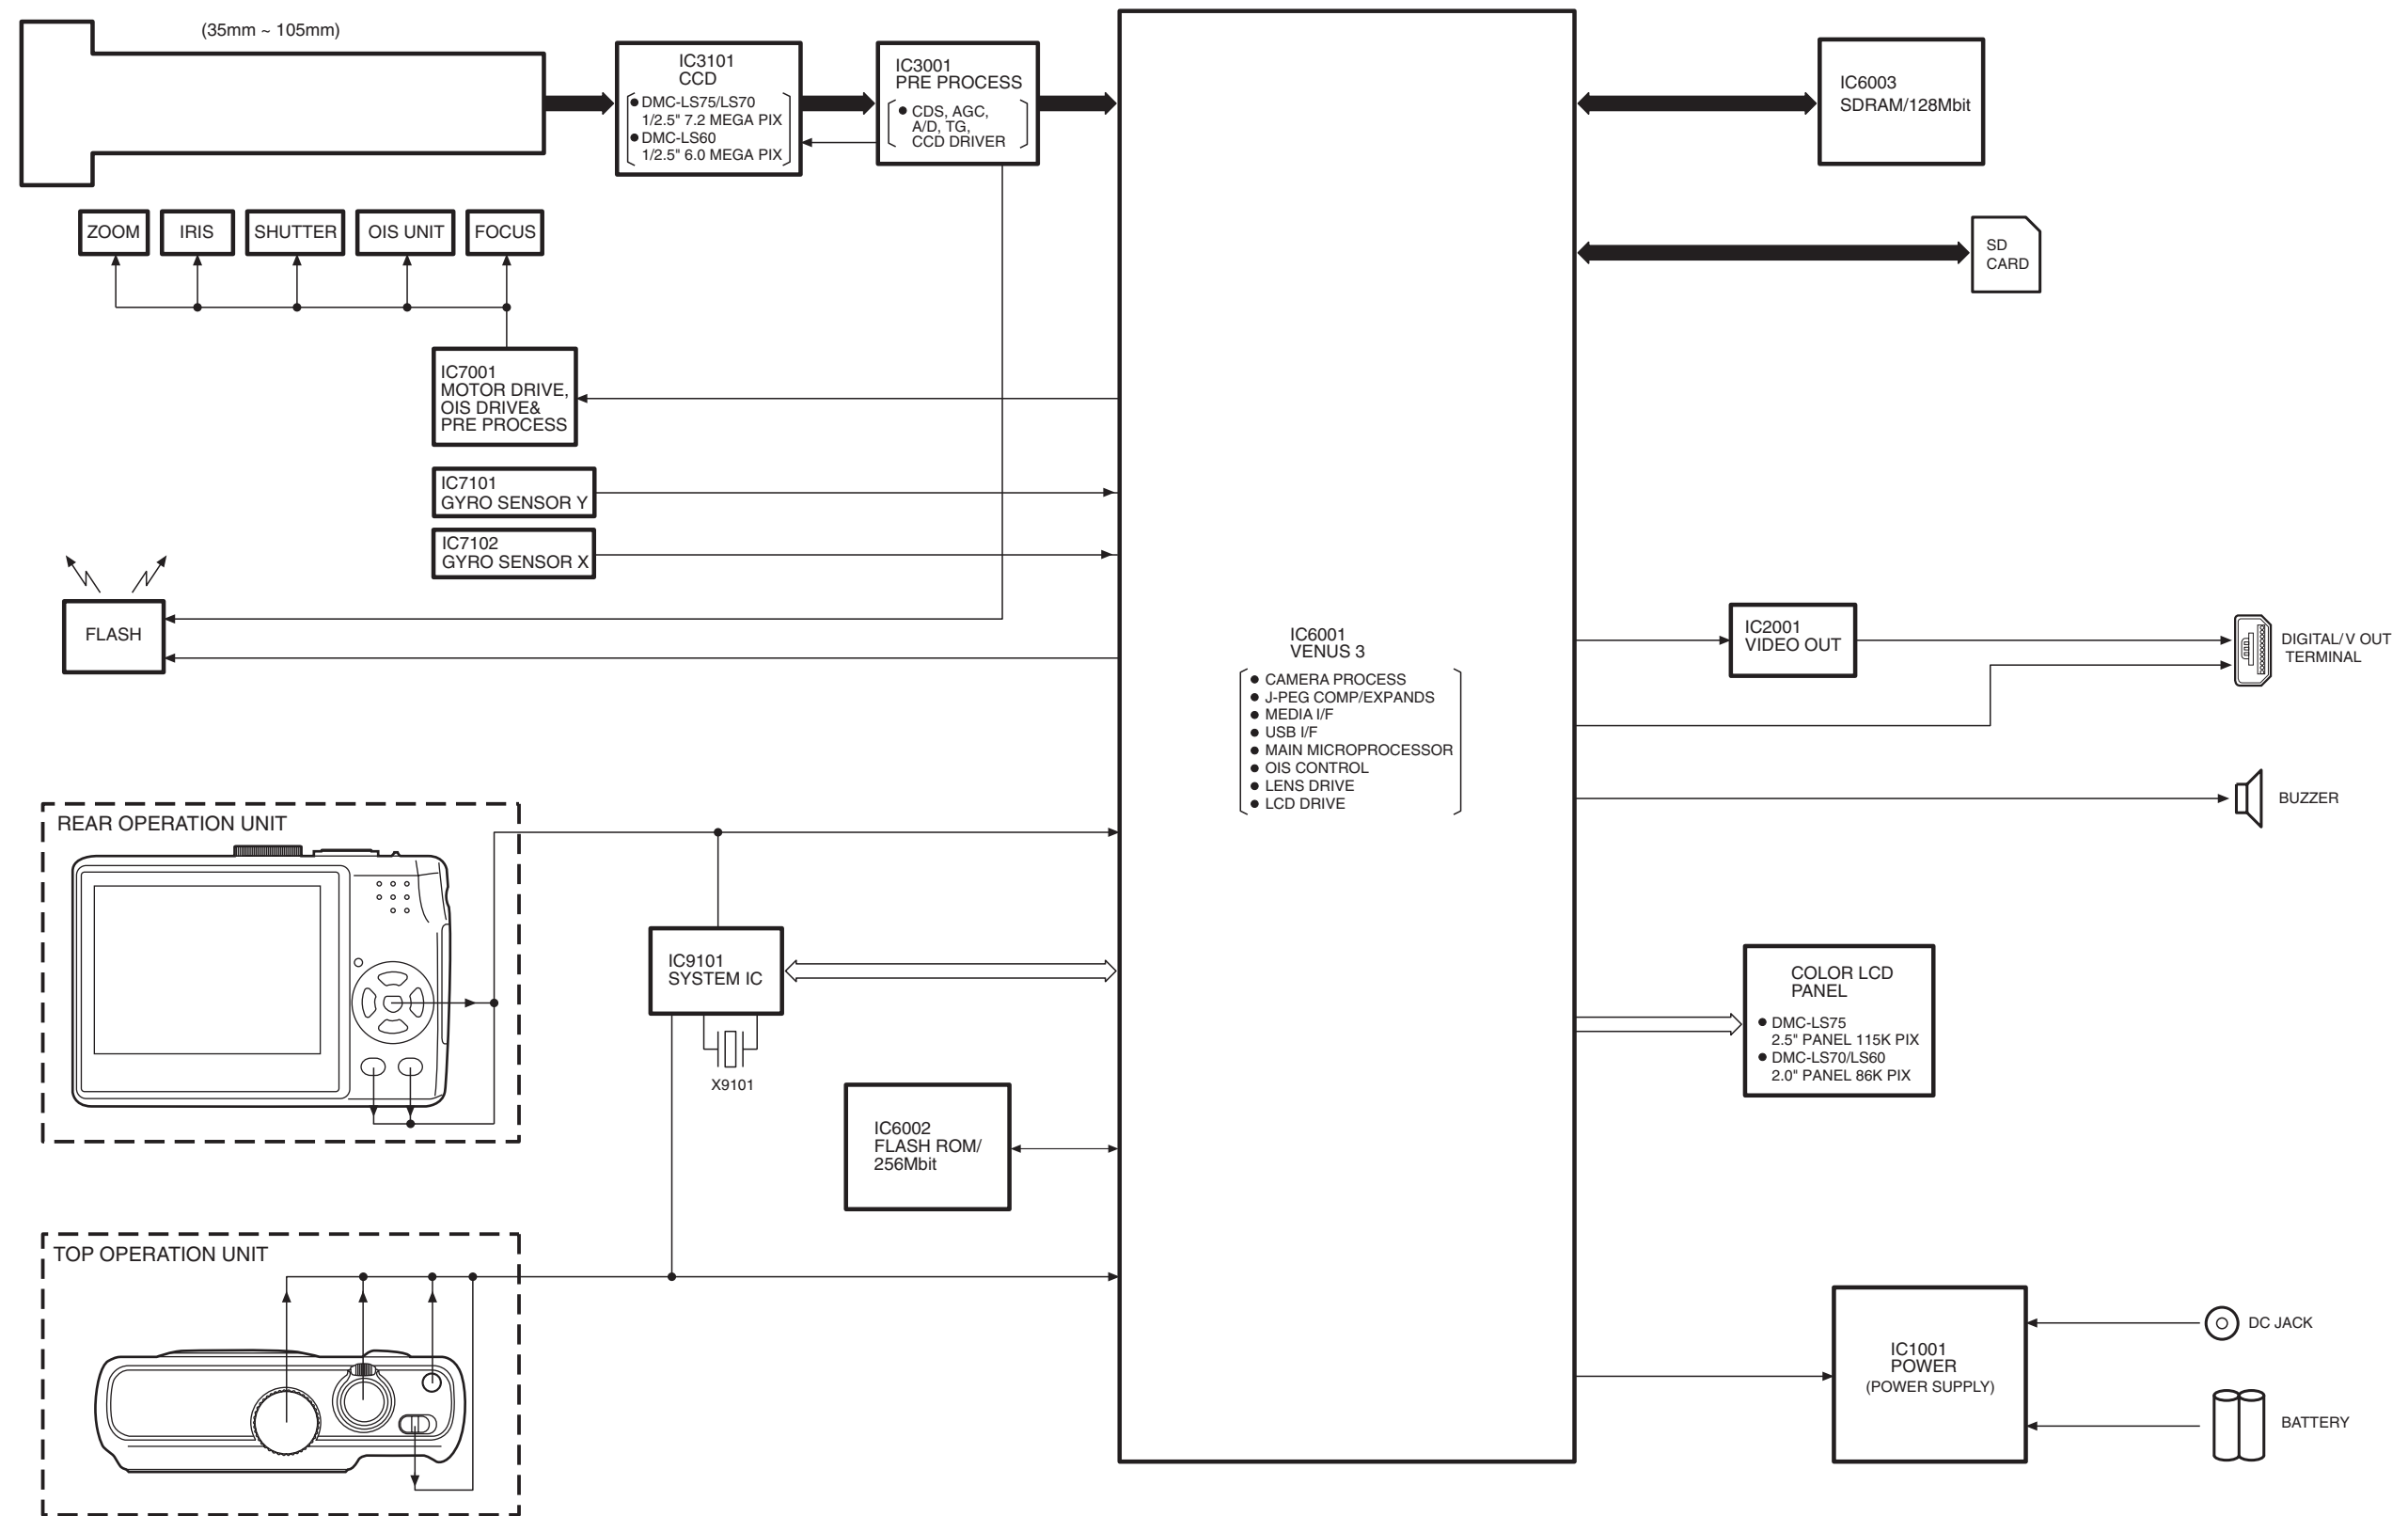 (35mm ~ 105mm)
IC3101
CCD
● DMC-LS75/LS70
1/2.5" 7.2 MEGA PIX
● DMC-LS60
1/2.5" 6.0 MEGA PIX
IC3001
PRE PROCESS
● CDS, AGC,
A/D, TG,
CCD DRIVER
IC6003
SDRAM/128Mbit
SD
CARD
ZOOM
IRIS
SHUTTER
OIS UNIT
FOCUS
IC7001
MOTOR DRIVE,
OIS DRIVE&
PRE PROCESS
IC7101
GYRO SENSOR Y
IC7102
GYRO SENSOR X
FLASH
IC6001
VENUS 3
● CAMERA PROCESS
● J-PEG COMP/EXPANDS
● MEDIA I/F
● USB I/F
● MAIN MICROPROCESSOR
● OIS CONTROL
● LENS DRIVE
● LCD DRIVE
IC2001
VIDEO OUT
DIGITAL/V OUT
TERMINAL
BUZZER
REAR OPERATION UNIT
IC9101
SYSTEM IC
X9101
COLOR LCD
PANEL
● DMC-LS75
2.5" PANEL 115K PIX
● DMC-LS70/LS60
2.0" PANEL 86K PIX
IC6002
FLASH ROM/
256Mbit
TOP OPERATION UNIT
IC1001
POWER
(POWER SUPPLY)
DC JACK
BATTERY